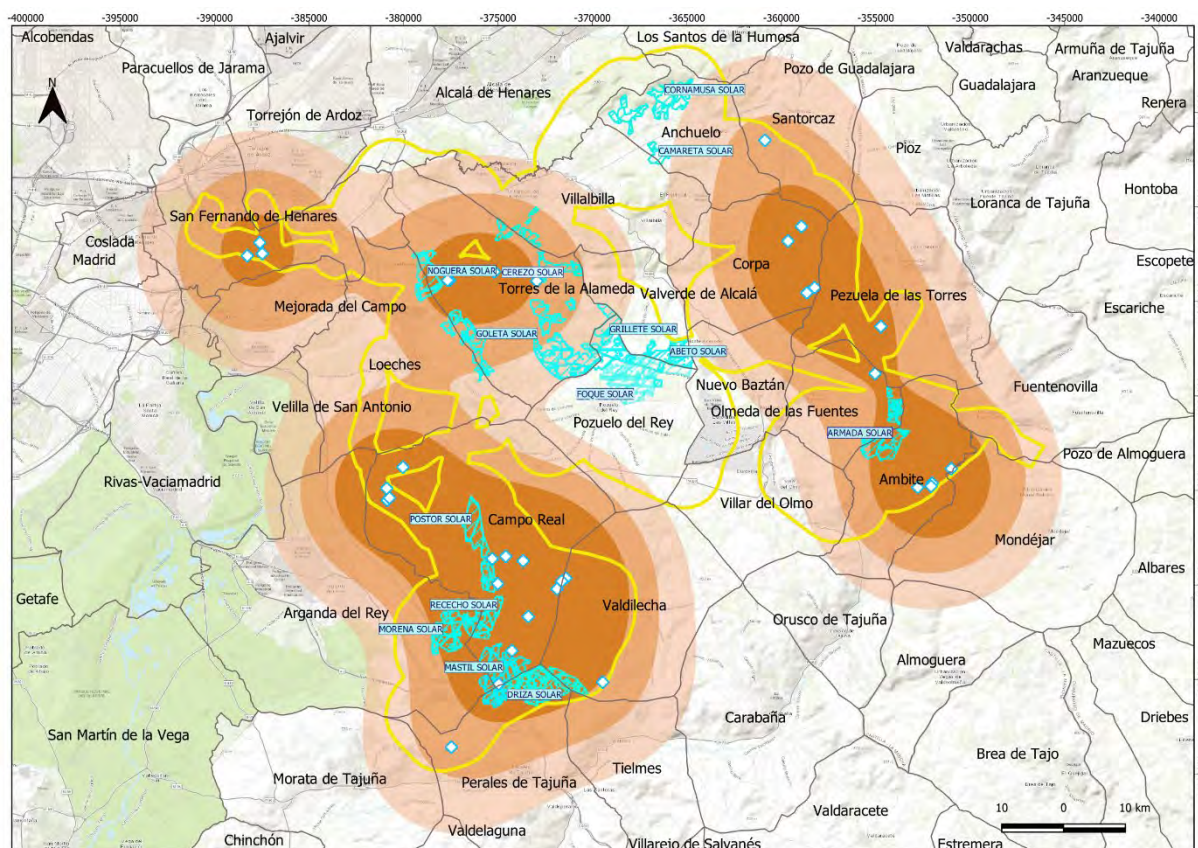 -400000 -395000 -390000 -385000 -380000 -375000 -370000 -365000 -360000 -355000 -350000 -345000 -340000
Alcobendas
Ajalvir
Los Santos de la Humosa
Valdarachas
Armuña de Tajuña
Paracuellos de Jarama
Pozo de Guadalajara
Guadalajara
Aranzueque
N
Alcalá de Henares
CORNAMUSA SOLAR
Renera
Torrejón de Ardoz
Santorcaz
Anchuelo
CAMARETA SOLAR
Pioz
Villalbilla
Hontoba
Loranca de Tajuña
San Fernando de Henares
Coslada
Madrid
Escopete
NOGUERA SOLAR
CEREZO SOLAR
Corpa
Torres de la Alameda
Valverde de Alcalá
Pezuela de las Torres
Escariche
Mejorada del Campo
GOLETA SOLAR
GRILLETE SOLAR
ABETO SOLAR
Loeches
Nuevo Baztán
Fuentenovilla
FOQUE SOLAR
Velilla de San Antonio
Olmeda de las Fuentes
Pozuelo del Rey
ARMADA SOLAR
Pozo de Almoguera
Rivas-Vaciamadrid
Ambite
Villar del Olmo
POSTOR SOLAR
Campo Real
Mondéjar
Albares
Getafe
RECECHO SOLAR
Valdilecha
Arganda del Rey
Orusco de Tajuña
MORENA SOLAR
Mazuecos
Almoguera
MASTIL SOLAR
DRIZA SOLAR
Carabaña
Driebes
San Martín de la Vega
Brea de Tajo
Tielmes
Morata de Tajuña
Perales de Tajuña
10 0 10 km
Valdaracete
Valdelaguna
Chinchón
Villarejo de Salvanés
Estremera